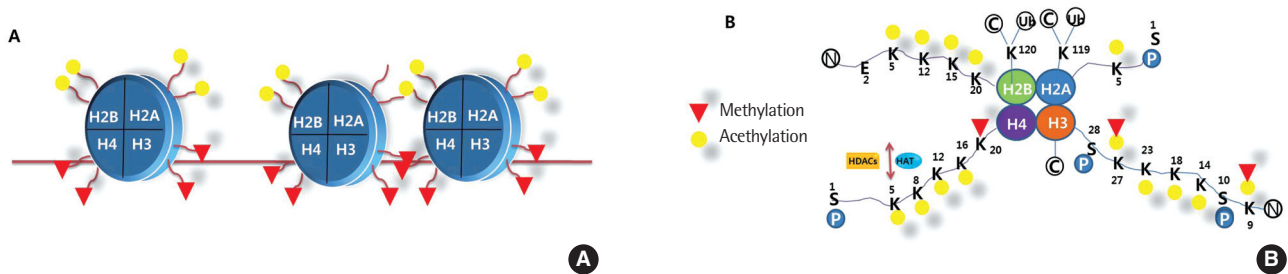 A
H2B H2A
H4 H3
H2B H2A
H4 H3
H2B H2A
H4 H3
A
Methylation
Acethylation
B
N
E
2
K
5
K
12
K
15
K
20
C
Ub
K 120
C
Ub
K 119
K
5
1
S
P
H2B H2A
H4 H3
HDACs HAT
1
S
P
5
K
8
K
12
K
16
K
K 20
C
28
S
P
K
27
23
K
18
K
14
K
10
S
P
K
9
N
B